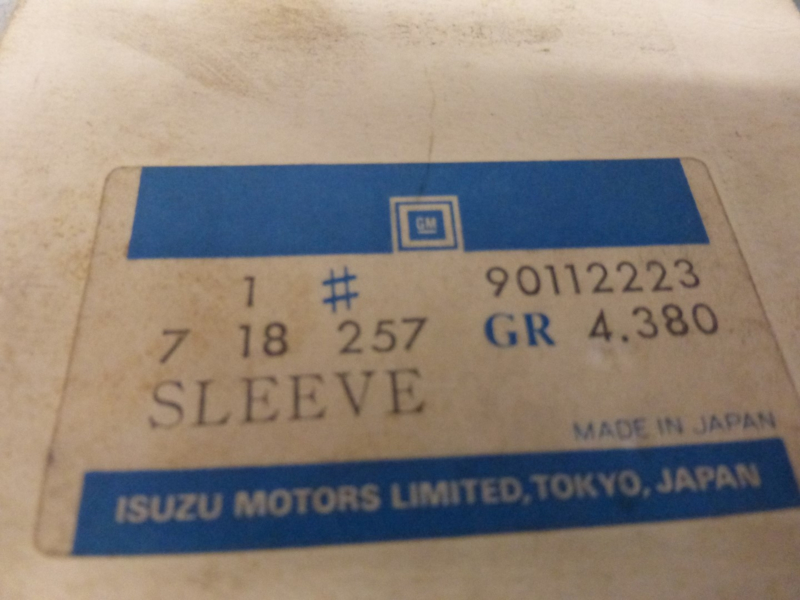 GM
1 # 90112223
7 18 257 GR 4.380
SLEEVE
MADE IN JAPAN
ISUZU MOTORS LIMITED, TOKYO, JAPAN